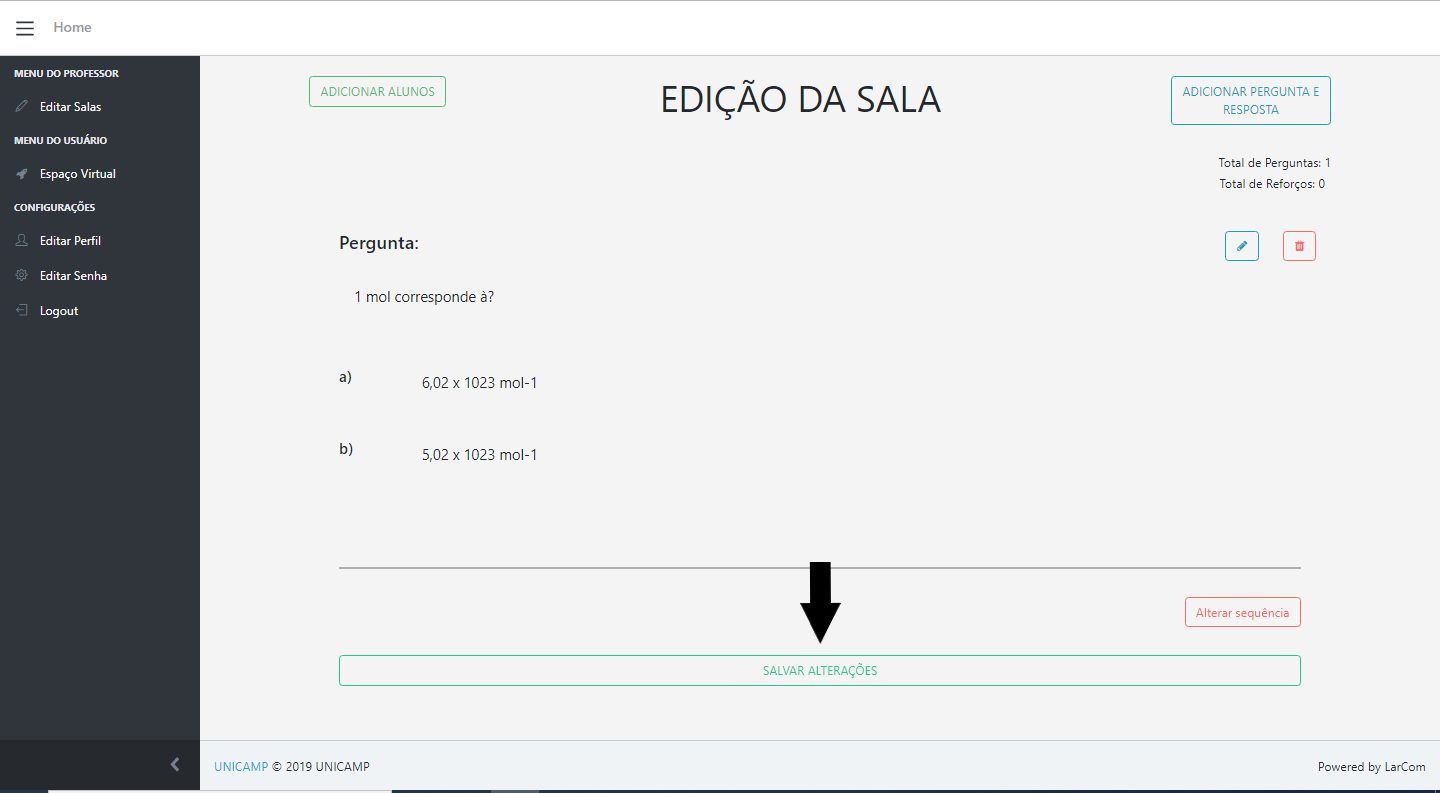 Home
MENU DO PROFESSOR
Editar Salas
MENU DO USUÁRIO
Espaço Virtual
CONFIGURAÇÕES
Editar Perfil
Editar Senha
Logout
ADICIONAR ALUNOS
EDIÇÃO DA SALA
ADICIONAR PERGUNTA E
RESPOSTA
Total de Perguntas: 1
Total de Reforços: 0
Pergunta:
1 mol corresponde à?
a) 6,02 x 1023 mol-1
b) 5,02 x 1023 mol-1
Alterar sequência
SALVAR ALTERAÇÕES
UNICAMP © 2019 UNICAMP
Powered by LarCom